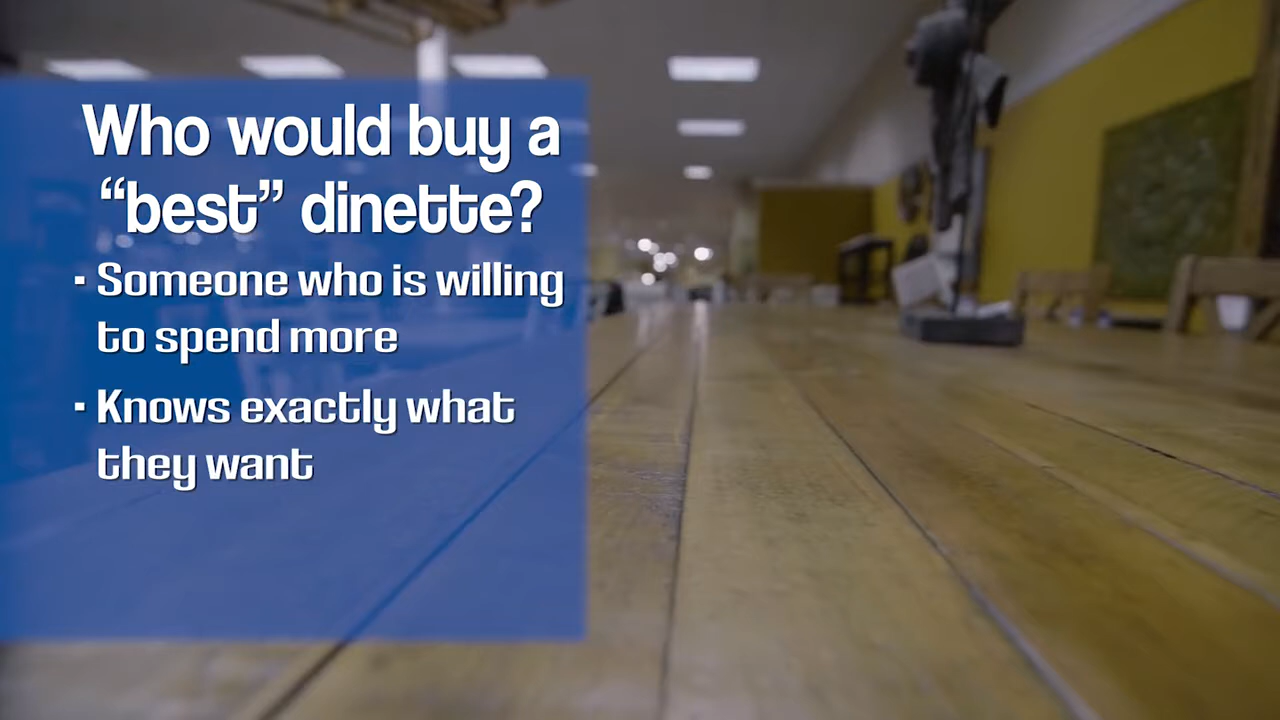 Who would buy a
“best” dinette?
▪ Someone who is willing
to spend more
▪ Knows exactly what
they want